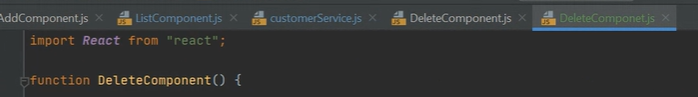 AddComponent.js ListComponent.js customerService.js DeleteComponent.js DeleteComponet.js
import React from "react";
function DeleteComponent() {